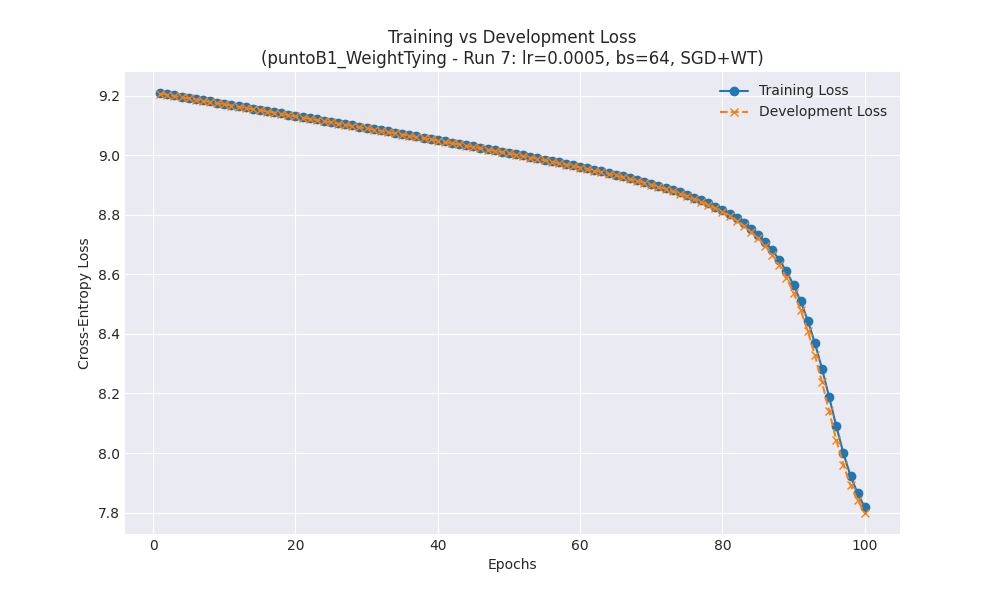 Training vs Development Loss
(puntoB1_WeightTying - Run 7: lr=0.0005, bs=64, SGD+WT)
Training Loss
Development Loss
Cross-Entropy Loss
9.2
9.0
8.8
8.6
8.4
8.2
8.0
7.8
0 20 40 60 80 100
Epochs